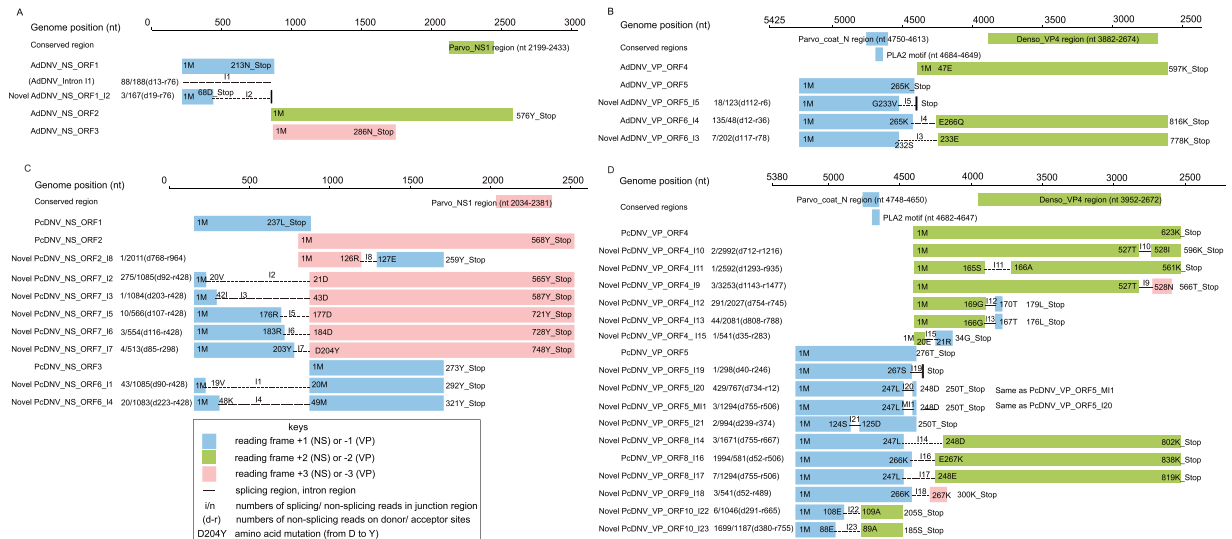 A
0 500 1000 1500 2000 2500 3000
Genome position (nt)
Conserved region
Parvo_NS1 region (nt 2199-2433)
AdDNV_NS_ORF1 1M 213N_Stop
(AdDNV_Intron I1) 88/188(d13-r76) I1
Novel AdDNV_NS_ORF1_I2 3/167(d19-r76) 1M 68D_Stop I2
AdDNV_NS_ORF2 1M 576Y_Stop
AdDNV_NS_ORF3 1M 286N_Stop
B
Genome position (nt) 5425 5000 4500 4000 3500 3000 2500
Conserved regions
Parvo_coat_N region (nt 4750-4613) Denso_VP4 region (nt 3882-2674)
PLA2 motif (nt 4684-4649)
AdDNV_VP_ORF4 1M 47E 597K_Stop
AdDNV_VP_ORF5 1M 265K_Stop
Novel AdDNV_VP_ORF5_I5 18/123(d112-r6) 1M G233V I5 Stop
AdDNV_VP_ORF6_I4 135/48(d12-r36) 1M 265K I4 E266Q 816K_Stop
Novel AdDNV_VP_ORF6_I3 7/202(d117-r78) 1M 232S I3 233E 778K_Stop
C
0 500 1000 1500 2000 2500
Genome position (nt)
Conserved region
Parvo_NS1 region (nt 2034-2381)
PcDNV_NS_ORF1 1M 237L_Stop
PcDNV_NS_ORF2 1M 568Y_Stop
Novel PcDNV_NS_ORF2_I8 1/2011(d768-r964) 1M 126R I8 127E 259Y_Stop
Novel PcDNV_NS_ORF7_I2 275/1085(d92-r428) 1M 20V I2 21D 565Y_Stop
Novel PcDNV_NS_ORF7_I3 1/1084(d203-r428) 1M 42I I3 43D 587Y_Stop
Novel PcDNV_NS_ORF7_I5 10/566(d107-r428) 1M 176R I5 177D 721Y_Stop
Novel PcDNV_NS_ORF7_I6 3/554(d116-r428) 1M 183R I6 184D 728Y_Stop
Novel PcDNV_NS_ORF7_I7 4/513(d85-r298) 1M 203Y I7 D204Y 748Y_Stop
PcDNV_NS_ORF3 1M 273Y_Stop
Novel PcDNV_NS_ORF6_I1 43/1085(d90-r428) 1M 19V I1 20M 292Y_Stop
Novel PcDNV_NS_ORF6_I4 20/1083(d223-r428) 1M 48K I4 49M 321Y_Stop
keys
reading frame +1 (NS) or -1 (VP)
reading frame +2 (NS) or -2 (VP)
reading frame +3 (NS) or -3 (VP)
splicing region, intron region
i/n numbers of splicing/ non-splicing reads in junction region
(d-r) numbers of non-splicing reads on donor/ acceptor sites
D204Y amino acid mutation (from D to Y)
D
Genome position (nt) 5380 5000 4500 4000 3500 3000 2500
Conserved regions
Parvo_coat_N region (nt 4748-4650) Denso_VP4 region (nt 3952-2672)
PLA2 motif (nt 4682-4647)
PcDNV_VP_ORF4 1M 623K_Stop
Novel PcDNV_VP_ORF4_I10 2/2992(d712-r1216) 1M 527T I10 528I 596K_Stop
Novel PcDNV_VP_ORF4_I11 1/2592(d1293-r935) 1M 165S I11 166A 561K_Stop
Novel PcDNV_VP_ORF4_I9 3/3253(d1143-r1477) 1M 527T I9 528N 566T_Stop
Novel PcDNV_VP_ORF4_I12 291/2027(d754-r745) 1M 169G I12 170T 179L_Stop
Novel PcDNV_VP_ORF4_I13 44/2081(d808-r788) 1M 166G I13 167T 176L_Stop
Novel PcDNV_VP_ORF4_I15 1/541(d35-r283) 1M 20E I15 21R 34G_Stop
PcDNV_VP_ORF5 1M 276T_Stop
Novel PcDNV_VP_ORF5_I19 1/298(d40-r246) 1M 267S I19 Stop
Novel PcDNV_VP_ORF5_I20 429/767(d734-r12) 1M 247L I20 248D 250T_Stop Same as PcDNV_VP_ORF5_MI1
Novel PcDNV_VP_ORF5_MI1 3/1294(d755-r506) 1M 247L MI1 248D 250T_Stop Same as PcDNV_VP_ORF5_I20
Novel PcDNV_VP_ORF5_I21 2/994(d239-r374) 1M 124S I21 125D 250T_Stop
Novel PcDNV_VP_ORF8_I14 3/1671(d755-r667) 1M 247L I14 248D 802K_Stop
PcDNV_VP_ORF8_I16 1994/581(d52-r506) 1M 266K I16 E267K 838K_Stop
Novel PcDNV_VP_ORF8_I17 7/1294(d755-r506) 1M 247L I17 248E 819K_Stop
Novel PcDNV_VP_ORF9_I18 3/541(d52-r489) 1M 266K I18 267K 300K_Stop
Novel PcDNV_VP_ORF10_I22 6/1046(d291-r665) 1M 108E I22 109A 205S_Stop
Novel PcDNV_VP_ORF10_I23 1699/1187(d380-r755) 1M 88E I23 89A 185S_Stop